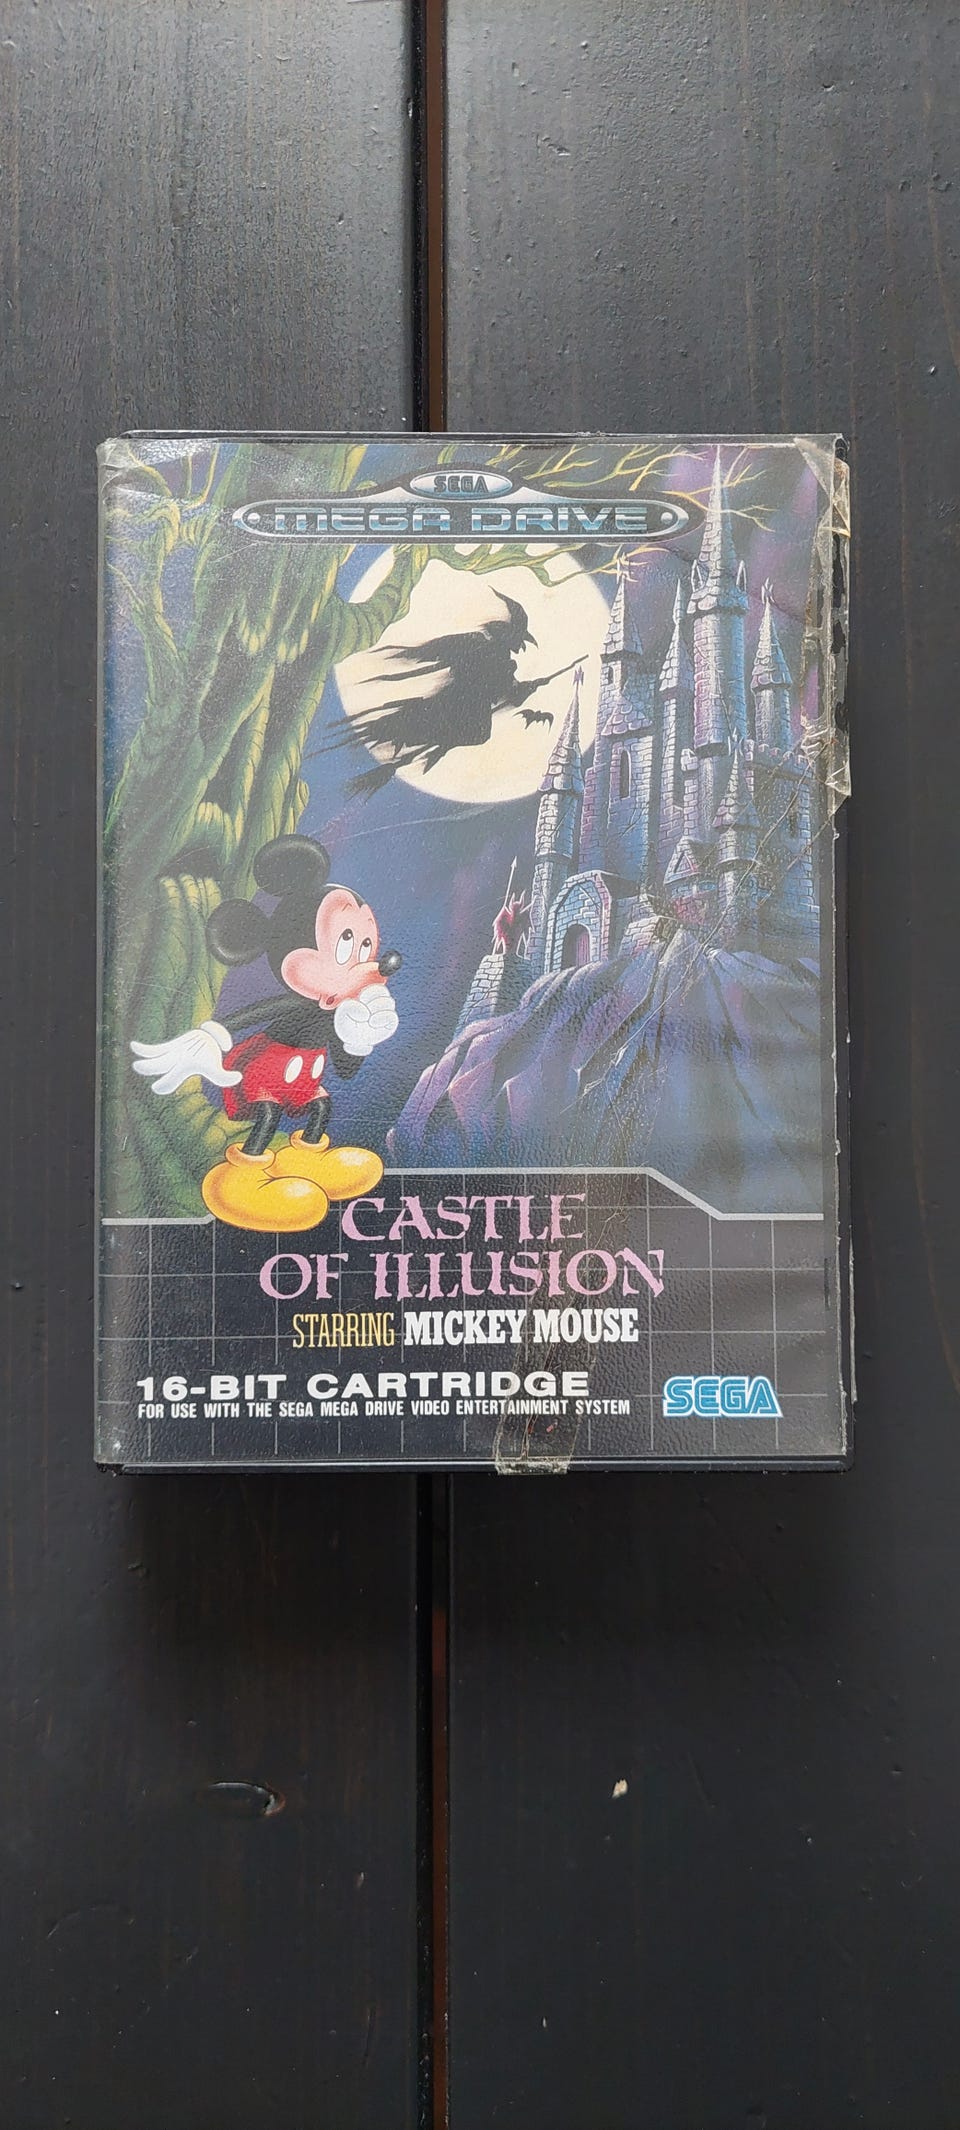 SEGA
MEGA DRIVE
CASTLE
OF ILLUSION
STARRING MICKEY MOUSE
16-BIT CARTRIDGE
FOR USE WITH THE SEGA MEGA DRIVE VIDEO ENTERTAINMENT SYSTEM
SEGA